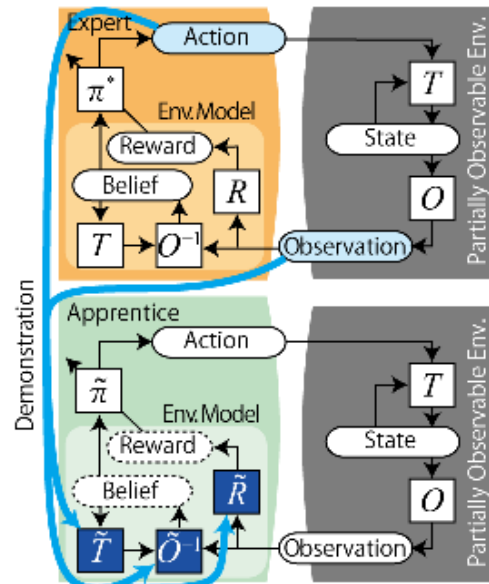 Expert
Action
π*
Env. Model
Reward
Belief
R
T
O⁻¹
T
State
O
Observation
Partially Observable Env.
Demonstration
Apprentice
Action
π̃
Env. Model
Reward
Belief
R̃
T̃
Õ⁻¹
T
State
O
Observation
Partially Observable Env.